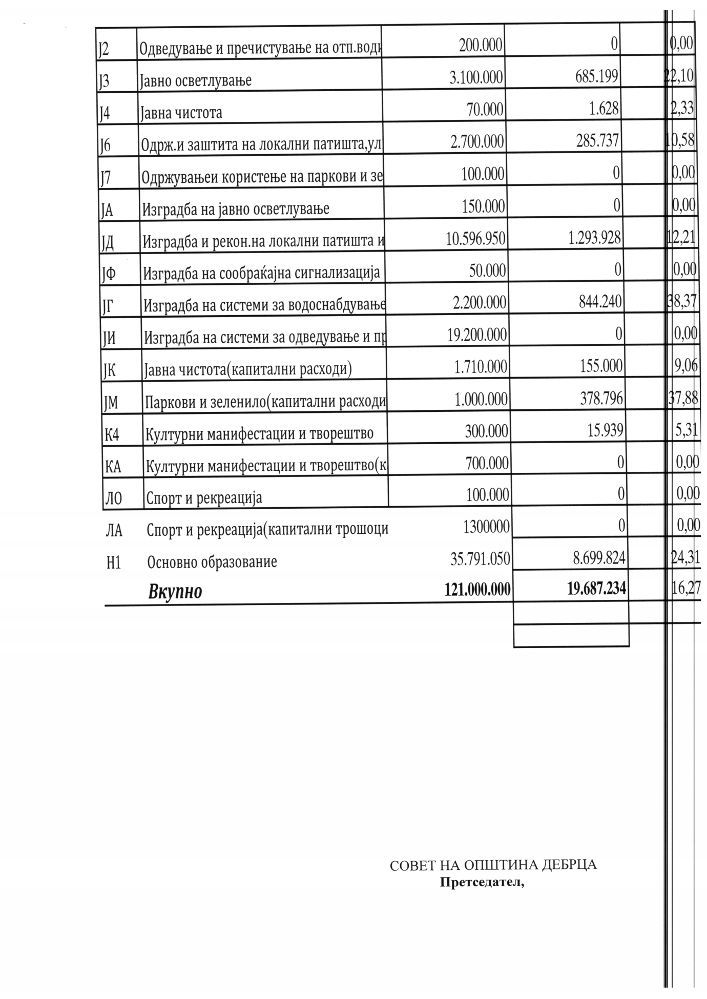 Ј2 Одведување и пречистување на отп.води 200.000 0 0,00
Ј3 Јавно осветлување 3.100.000 685.199 22,10
Ј4 Јавна чистота 70.000 1.628 2,33
Ј6 Одрж.и заштита на локални патишта,ул 2.700.000 285.737 10,58
Ј7 Одржувањеи користење на паркови и зе 100.000 0 0,00
ЈА Изградба на јавно осветлување 150.000 0 0,00
ЈД Изградба и рекон.на локални патишта и 10.596.950 1.293.928 12,21
ЈФ Изградба на сообраќајна сигнализација 50.000 0 0,00
ЈГ Изградба на системи за водоснабдување 2.200.000 844.240 38,37
ЈИ Изградба на системи за одведување и пр 19.200.000 0 0,00
ЈК Јавна чистота(капитални расходи) 1.710.000 155.000 9,06
ЈМ Паркови и зеленило(капитални расходи 1.000.000 378.796 37,88
К4 Културни манифестации и творештво 300.000 15.939 5,31
КА Културни манифестации и творештво(к 700.000 0 0,00
ЛО Спорт и рекреација 100.000 0 0,00
ЛА Спорт и рекреација(капитални трошоци 1300000 0 0,00
Н1 Основно образование 35.791.050 8.699.824 24,31
Вкупно 121.000.000 19.687.234 16,27
СОВЕТ НА ОПШТИНА ДЕБРЦА
Претседател,